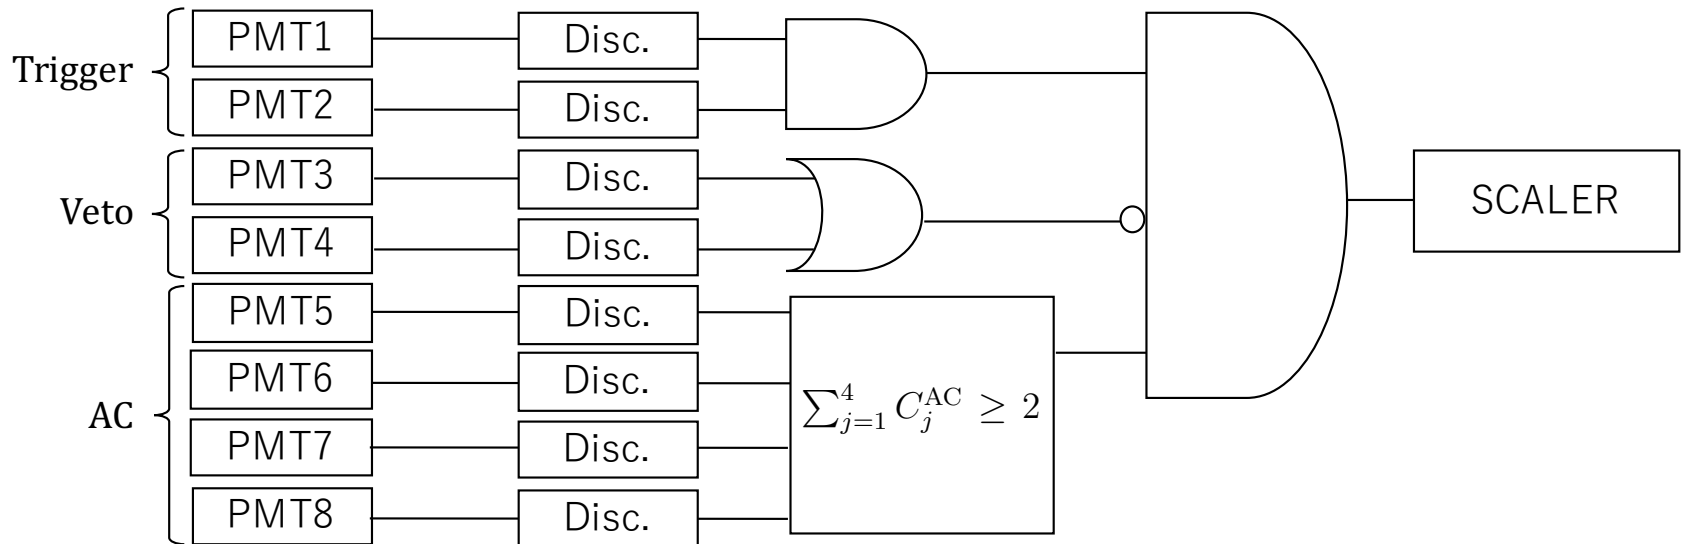 Trigger
PMT1
Disc.
PMT2
Disc.
Veto
PMT3
Disc.
PMT4
Disc.
SCALER
AC
PMT5
Disc.
PMT6
Disc.
PMT7
Disc.
PMT8
Disc.
∑_{j=1}^{4} C_j^{AC} ≥ 2